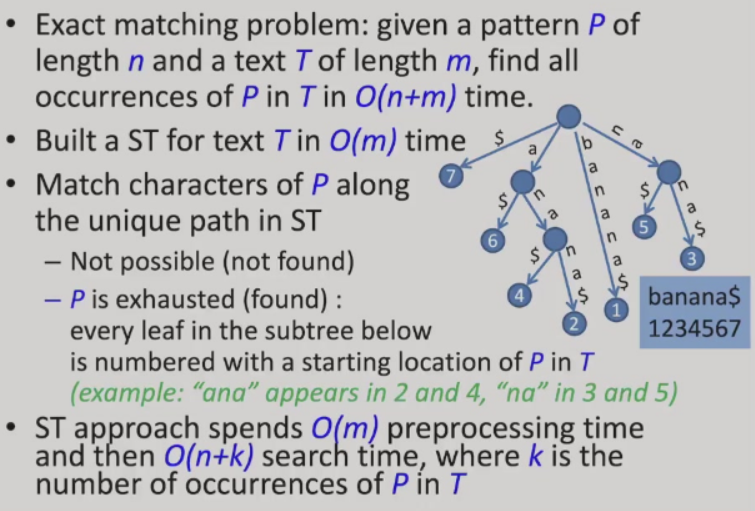 • Exact matching problem: given a pattern P of
length n and a text T of length m, find all
occurrences of P in T in O(n+m) time.
• Built a ST for text T in O(m) time
• Match characters of P along
the unique path in ST
– Not possible (not found)
– P is exhausted (found) :
every leaf in the subtree below
is numbered with a starting location of P in T
(example: “ana” appears in 2 and 4, “na” in 3 and 5)
• ST approach spends O(m) preprocessing time
and then O(n+k) search time, where k is the
number of occurrences of P in T
$
a
banana$
na
7
$
na
$
na$
6
$
na$
5
3
4
2
1
banana$
1234567